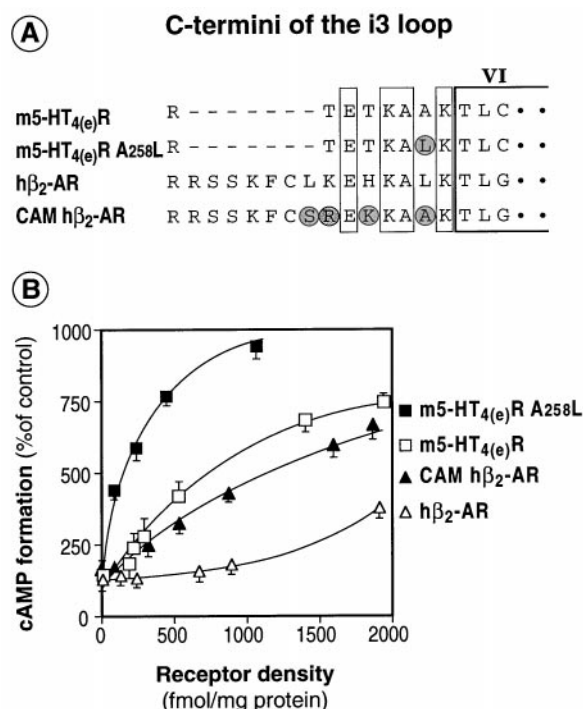 A
C-termini of the i3 loop
VI
m5-HT4(e)R R - - - - - - - T E T K A A K T L C • •
m5-HT4(e)R A258L R - - - - - - - T E T K A L K T L C • •
hβ2-AR R R S S K F C L K E H K A L K T L G • •
CAM hβ2-AR R R S S K F C S R E K K A A K T L G • •
B
1000
750
500
250
0
cAMP formation (%of control)
0 500 1000 1500 2000
Receptor density
(fmol/mg protein)
m5-HT4(e)R A258L
m5-HT4(e)R
CAM hβ2-AR
hβ2-AR